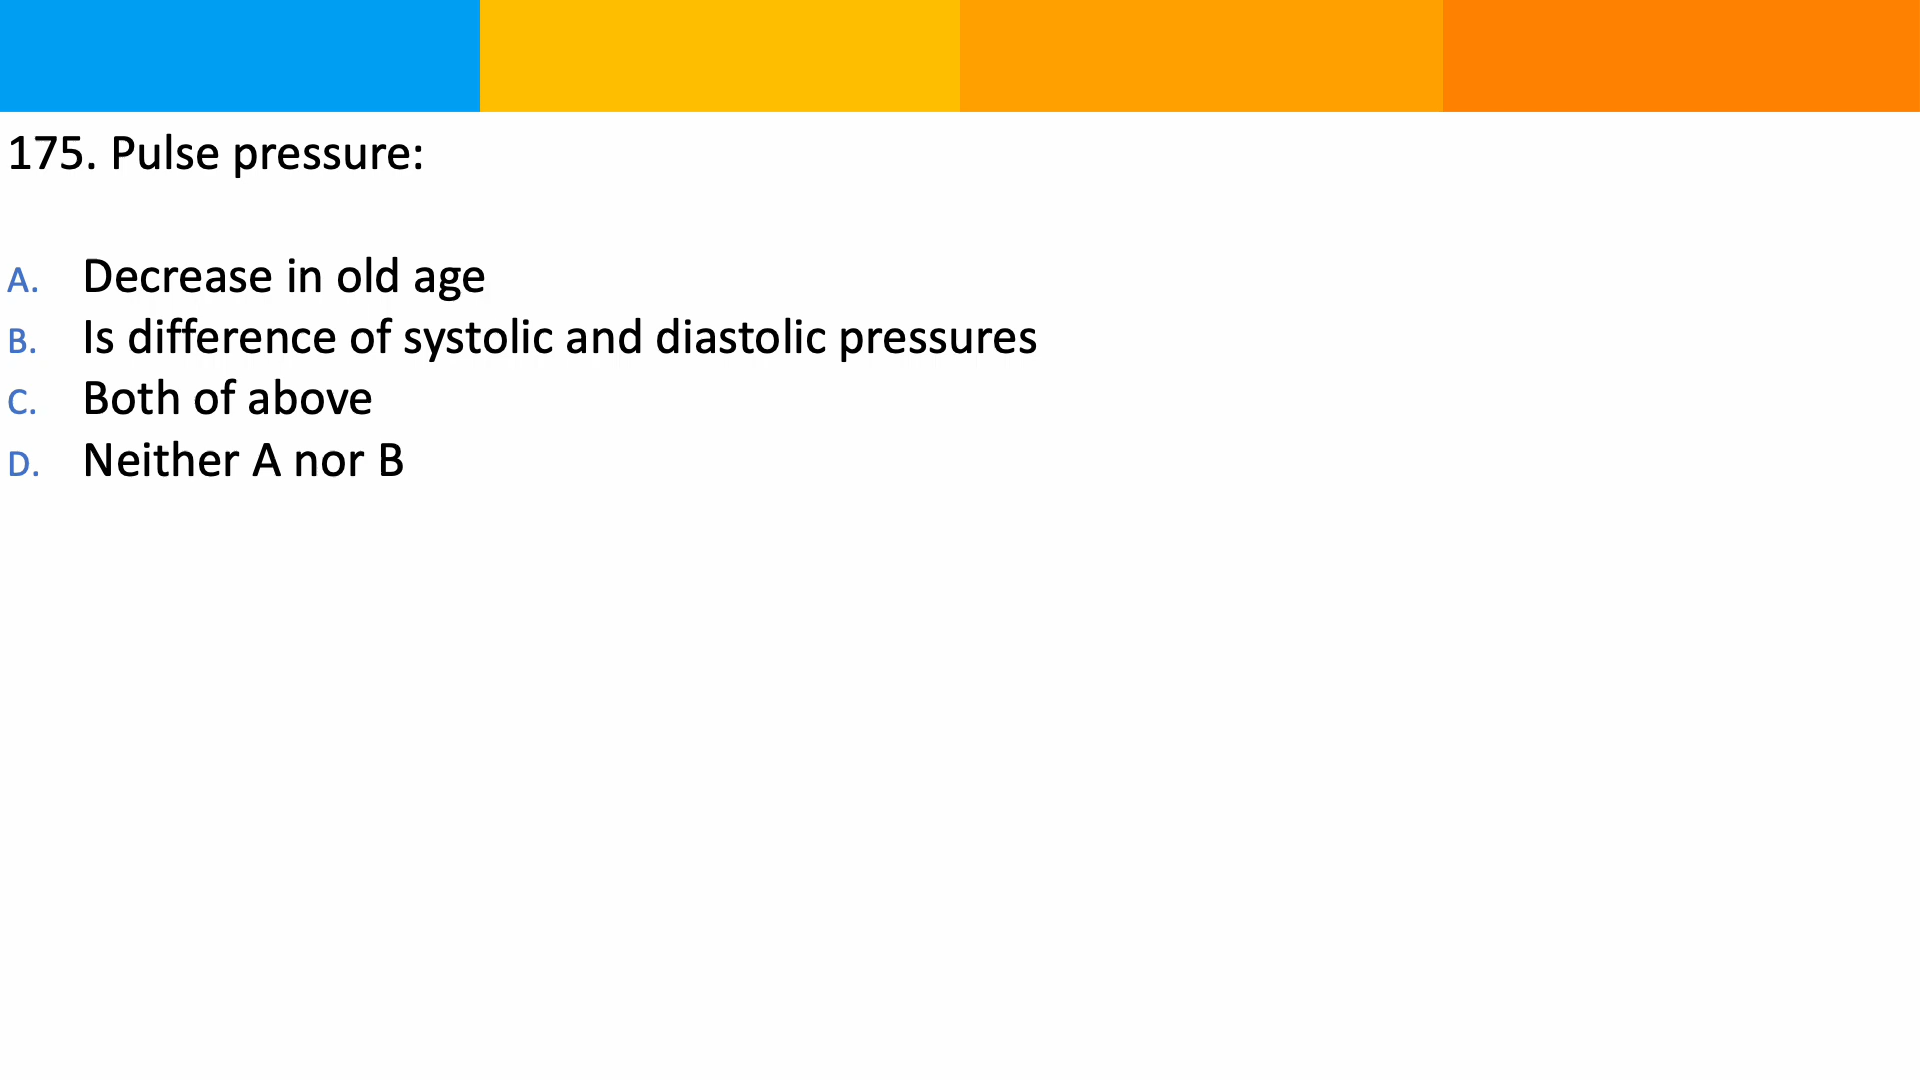 175. Pulse pressure:
A. Decrease in old age
B. Is difference of systolic and diastolic pressures
C. Both of above
D. Neither A nor B